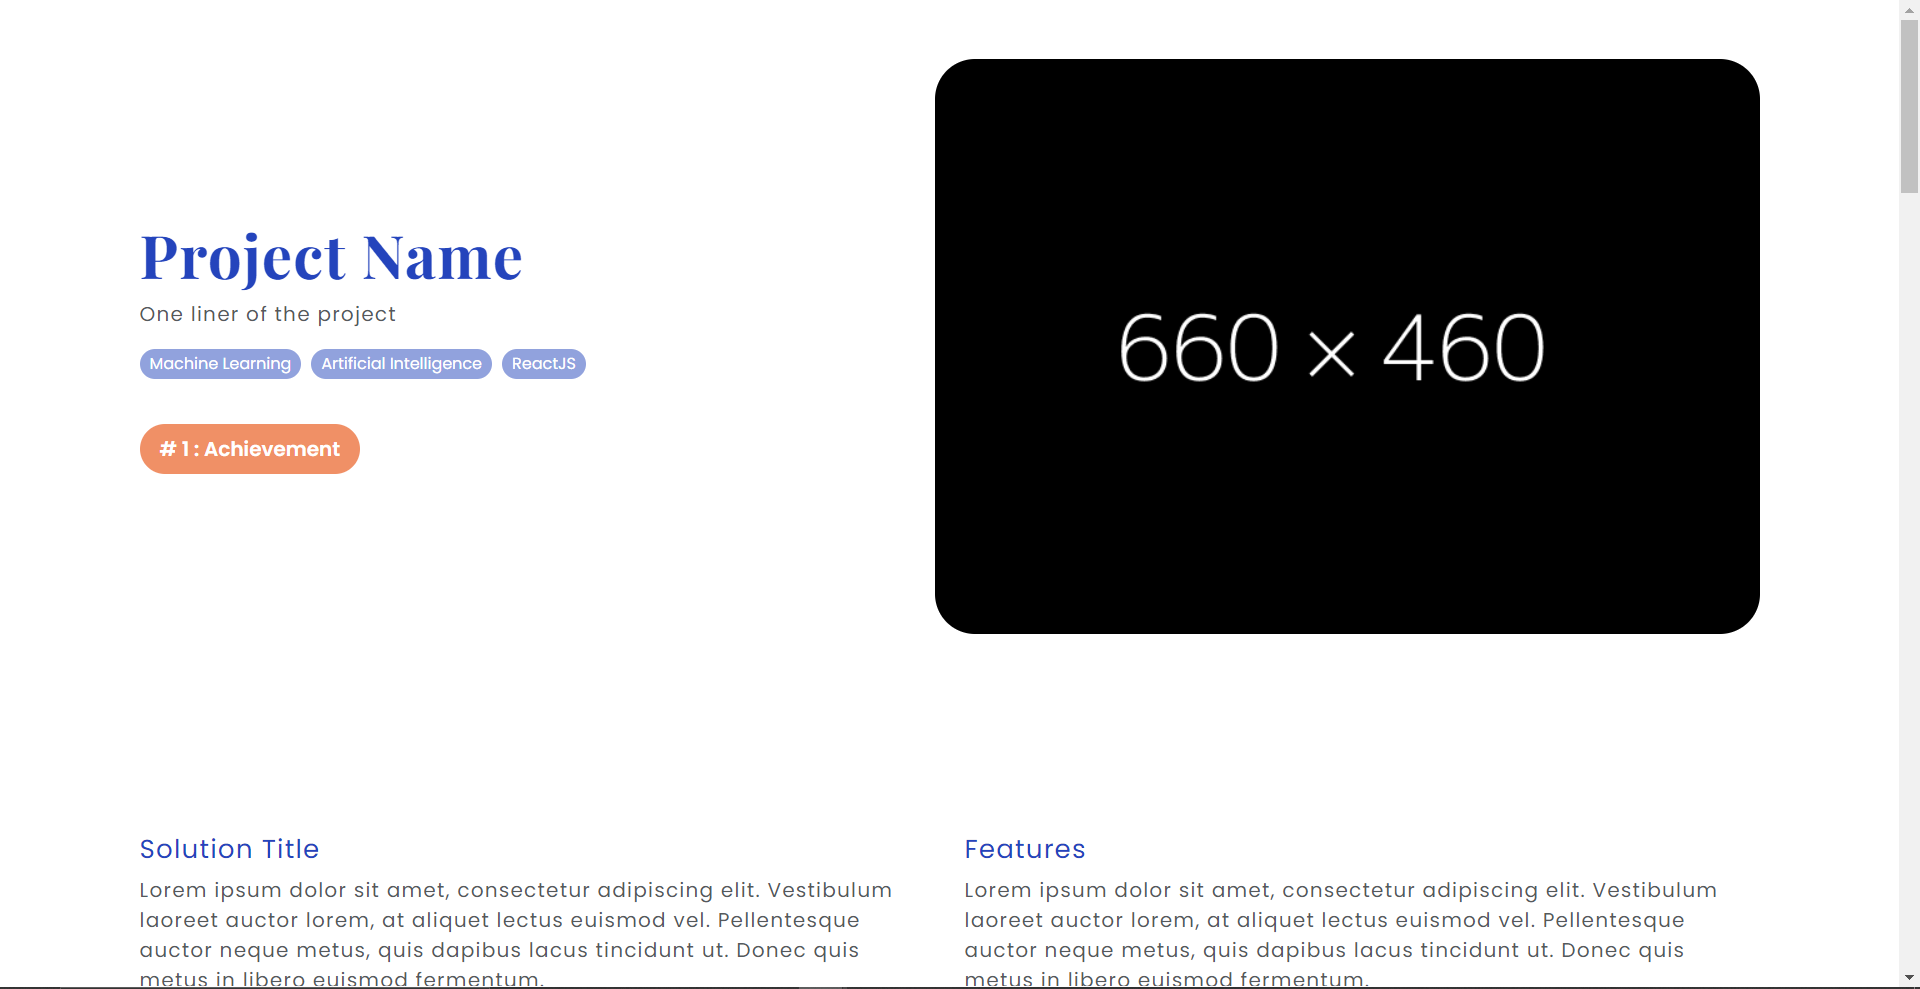 Project Name
One liner of the project
Machine Learning Artificial Intelligence ReactJS
# 1 : Achievement
660 × 460
Solution Title
Lorem ipsum dolor sit amet, consectetur adipiscing elit. Vestibulum
laoreet auctor lorem, at aliquet lectus euismod vel. Pellentesque
auctor neque metus, quis dapibus lacus tincidunt ut. Donec quis
metus in libero euismod fermentum.
Features
Lorem ipsum dolor sit amet, consectetur adipiscing elit. Vestibulum
laoreet auctor lorem, at aliquet lectus euismod vel. Pellentesque
auctor neque metus, quis dapibus lacus tincidunt ut. Donec quis
metus in libero euismod fermentum.